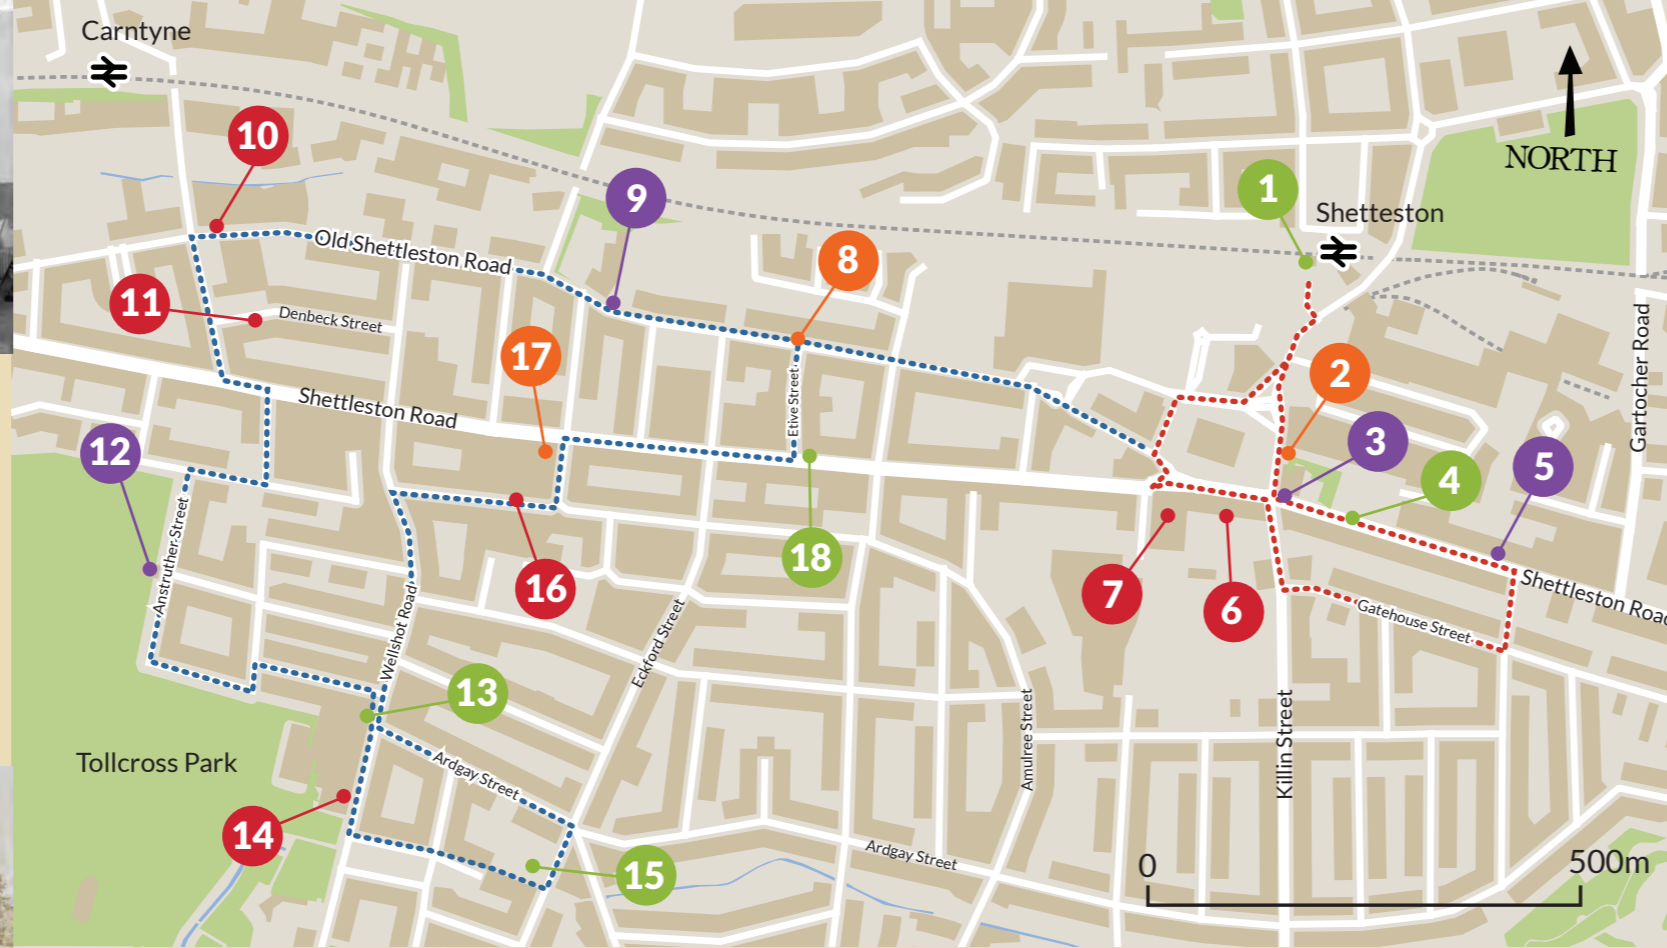 Carntyne
10
NORTH
1
9
Shetteston
Old Shettleston Road
8
11
Denbeck Street
17
2
Gartocher Road
Etive Street
Shettleston Road
3
12
5
4
Anstruther Street
18
16
7
6
Shettleston Road
Gatehouse Street
Wellshot Road
Eckford Street
13
Amulree Street
Killin Street
Tollcross Park
Ardgay Street
14
Ardgay Street
15
0
500m